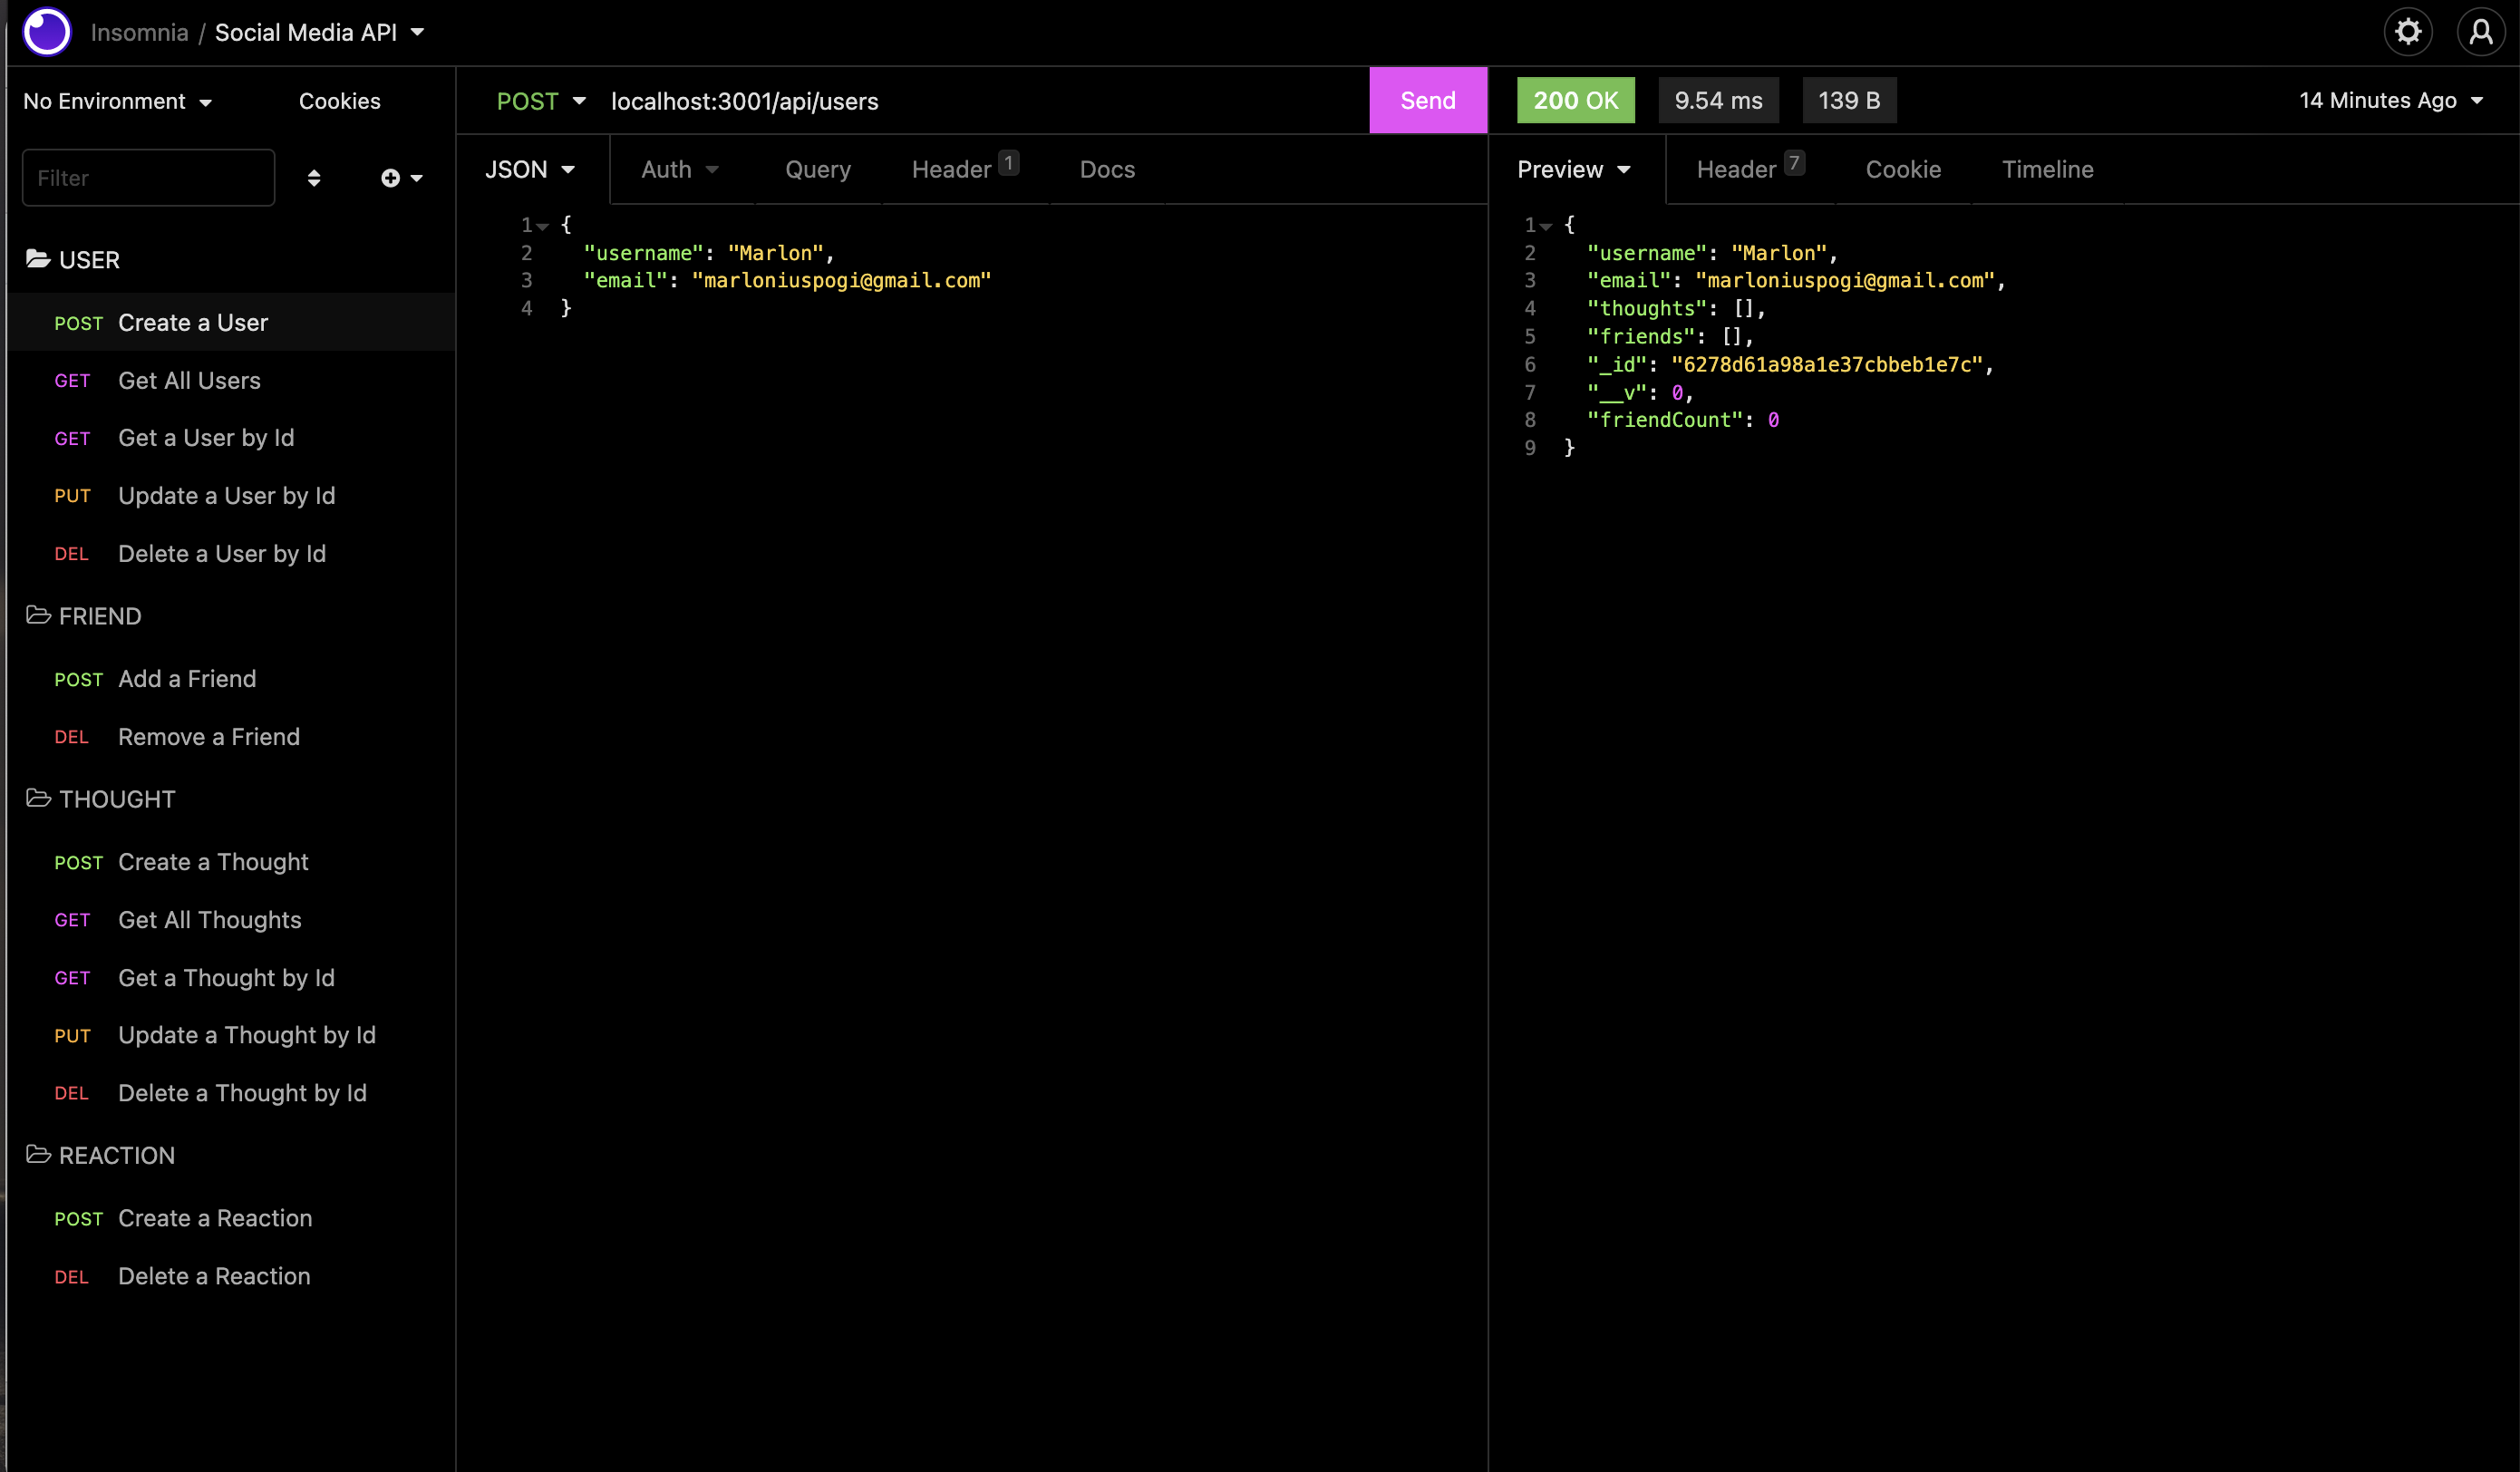 Insomnia / Social Media API
No Environment
Cookies
Filter
USER
POST Create a User
GET Get All Users
GET Get a User by Id
PUT Update a User by Id
DEL Delete a User by Id
FRIEND
POST Add a Friend
DEL Remove a Friend
THOUGHT
POST Create a Thought
GET Get All Thoughts
GET Get a Thought by Id
PUT Update a Thought by Id
DEL Delete a Thought by Id
REACTION
POST Create a Reaction
DEL Delete a Reaction
POST localhost:3001/api/users Send
JSON Auth Query Header 1 Docs
1 {
2 "username": "Marlon",
3 "email": "marloniuspogi@gmail.com"
4 }
200 OK 9.54 ms 139 B 14 Minutes Ago
Preview Header 7 Cookie Timeline
1 {
2 "username": "Marlon",
3 "email": "marloniuspogi@gmail.com",
4 "thoughts": [],
5 "friends": [],
6 "_id": "6278d61a98a1e37cbbeb1e7c",
7 "__v": 0,
8 "friendCount": 0
9 }